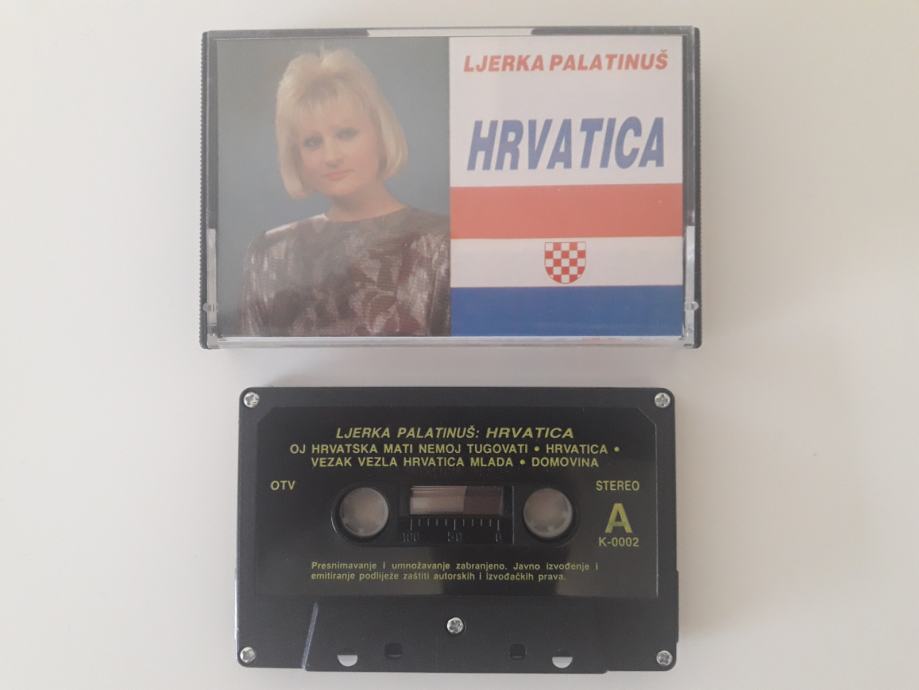 LJERKA PALATINUŠ
HRVATICA
LJERKA PALATINUŠ: HRVATICA
OJ HRVATSKA MATI NEMOJ TUGOVATI • HRVATICA •
VEZAK VEZLA HRVATICA MLADA • DOMOVINA
OTV
STEREO
A
K-0002
100 50 0
Presnimavanje i umnožavanje zabranjeno. Javno izvođenje i
emitiranje podliježe zaštiti autorskih i izvođačkih prava.